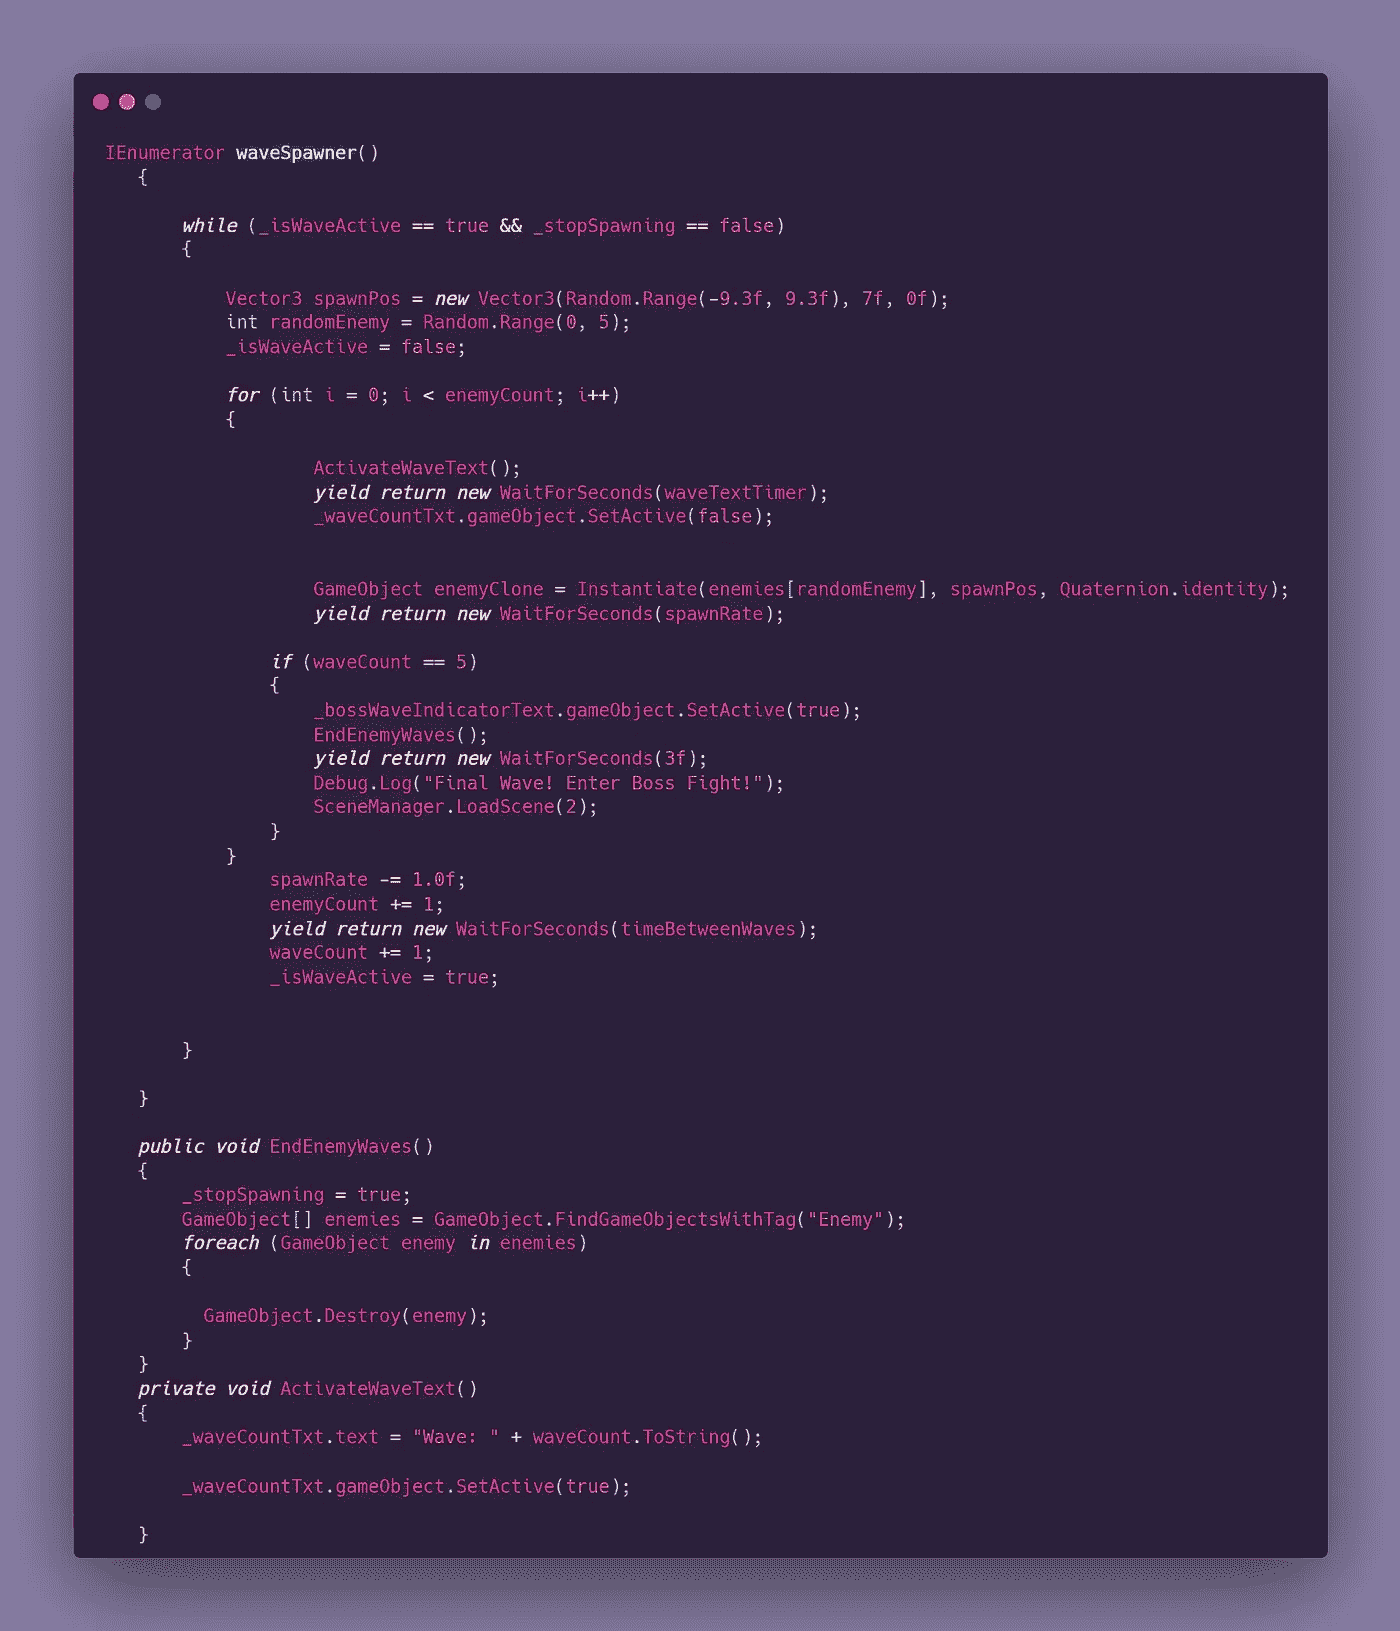 IEnumerator waveSpawner()
{
while (_isWaveActive == true && _stopSpawning == false)
{
Vector3 spawnPos = new Vector3(Random.Range(-9.3f, 9.3f), 7f, 0f);
int randomEnemy = Random.Range(0, 5);
_isWaveActive = false;
for (int i = 0; i < enemyCount; i++)
{
ActivateWaveText();
yield return new WaitForSeconds(waveTextTimer);
_waveCountTxt.gameObject.SetActive(false);
GameObject enemyClone = Instantiate(enemies[randomEnemy], spawnPos, Quaternion.identity);
yield return new WaitForSeconds(spawnRate);
if (waveCount == 5)
{
_bossWaveIndicatorText.gameObject.SetActive(true);
EndEnemyWaves();
yield return new WaitForSeconds(3f);
Debug.Log("Final Wave! Enter Boss Fight!");
SceneManager.LoadScene(2);
}
}
spawnRate -= 1.0f;
enemyCount += 1;
yield return new WaitForSeconds(timeBetweenWaves);
waveCount += 1;
_isWaveActive = true;
}
}
public void EndEnemyWaves()
{
_stopSpawning = true;
GameObject[] enemies = GameObject.FindGameObjectsWithTag("Enemy");
foreach (GameObject enemy in enemies)
{
GameObject.Destroy(enemy);
}
}
private void ActivateWaveText()
{
_waveCountTxt.text = "Wave: " + waveCount.ToString();
_waveCountTxt.gameObject.SetActive(true);
}